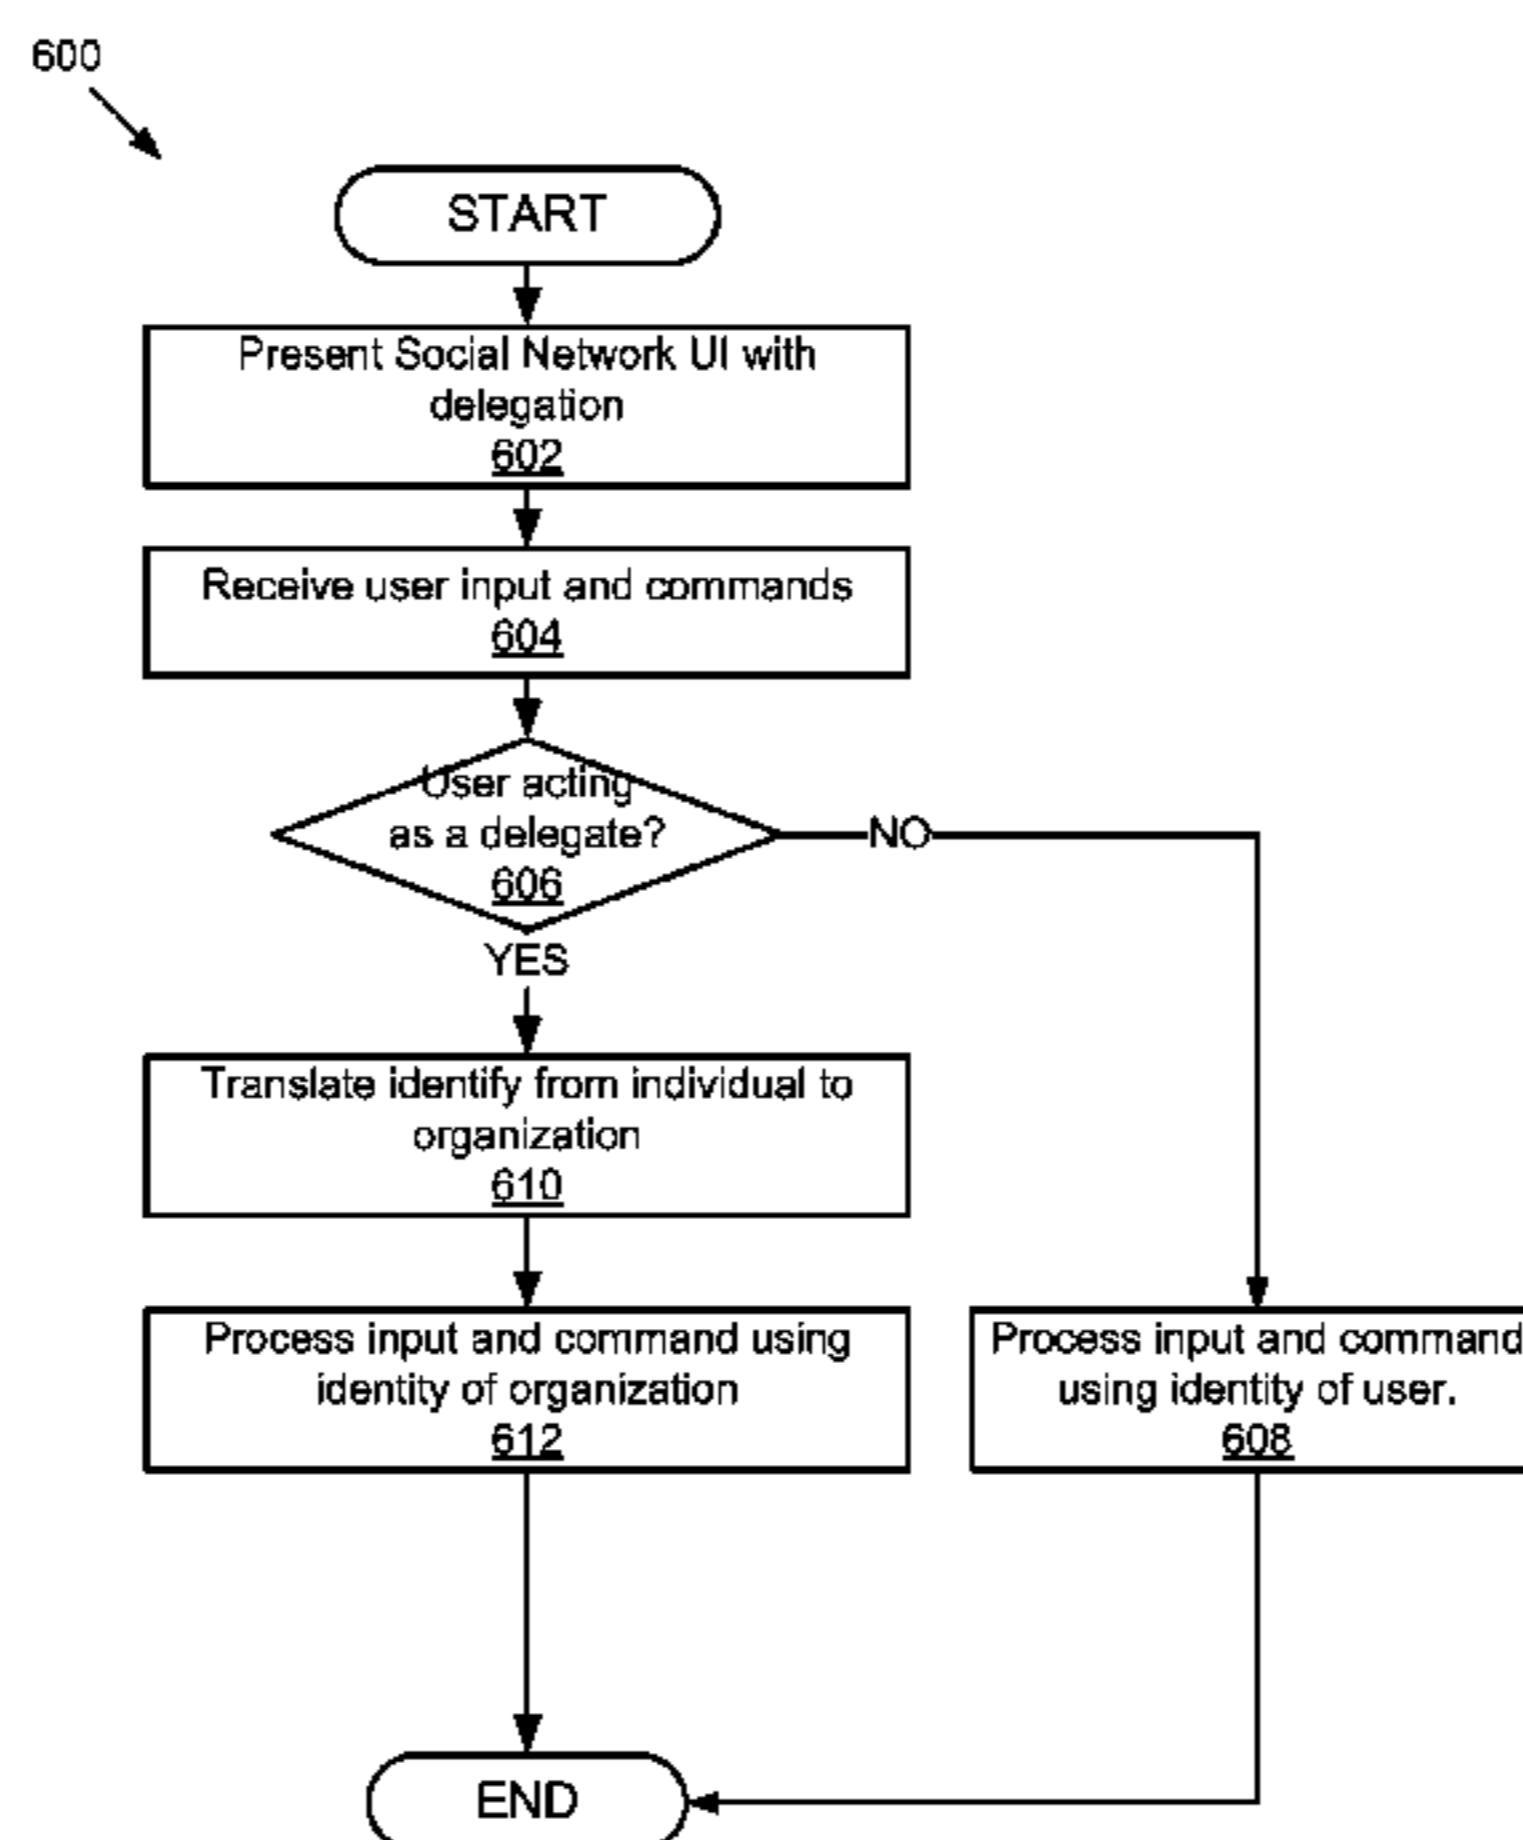 600
START
Present Social Network UI with
delegation
602
Receive user input and commands
604
User acting
as a delegate?
606
NO
YES
Translate identify from individual to
organization
610
Process input and command using
identity of organization
612
Process input and command
using identity of user.
608
END